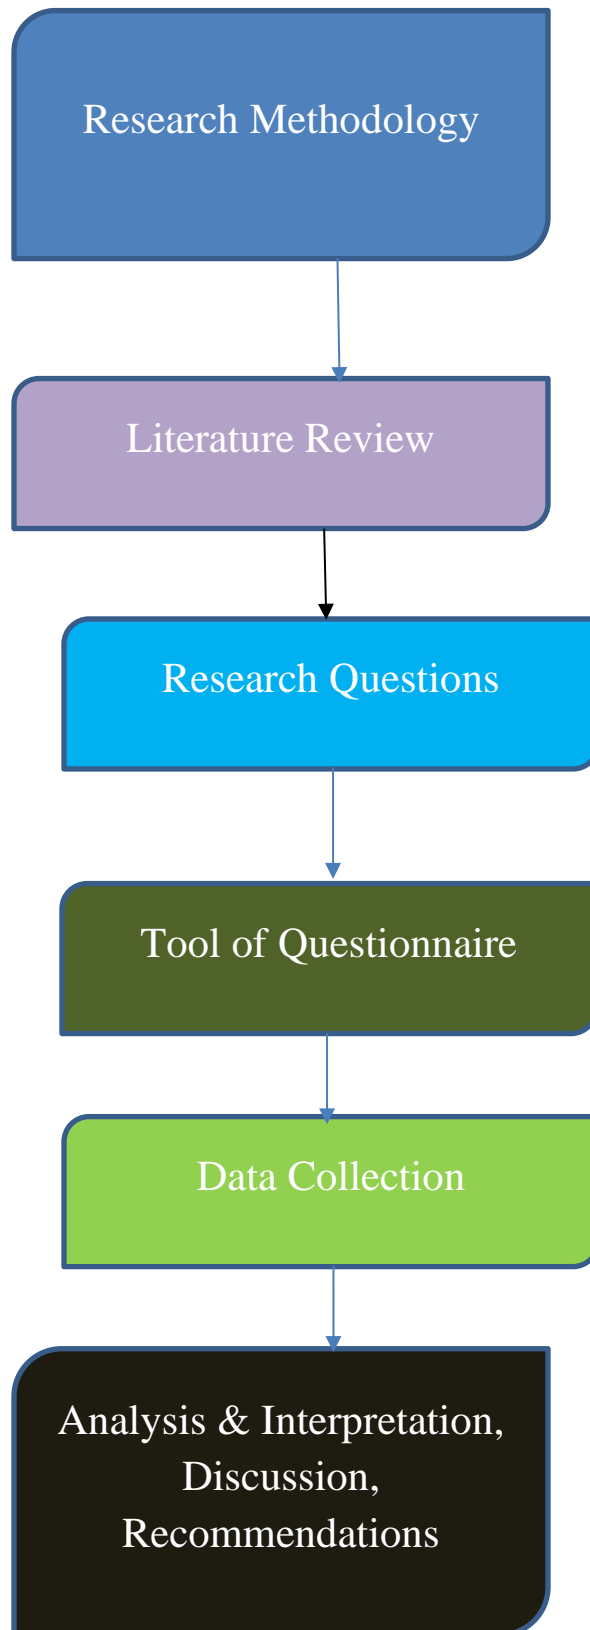 Research Methodology
Literature Review
Research Questions
Tool of Questionnaire
Data Collection
Analysis & Interpretation,
Discussion,
Recommendations